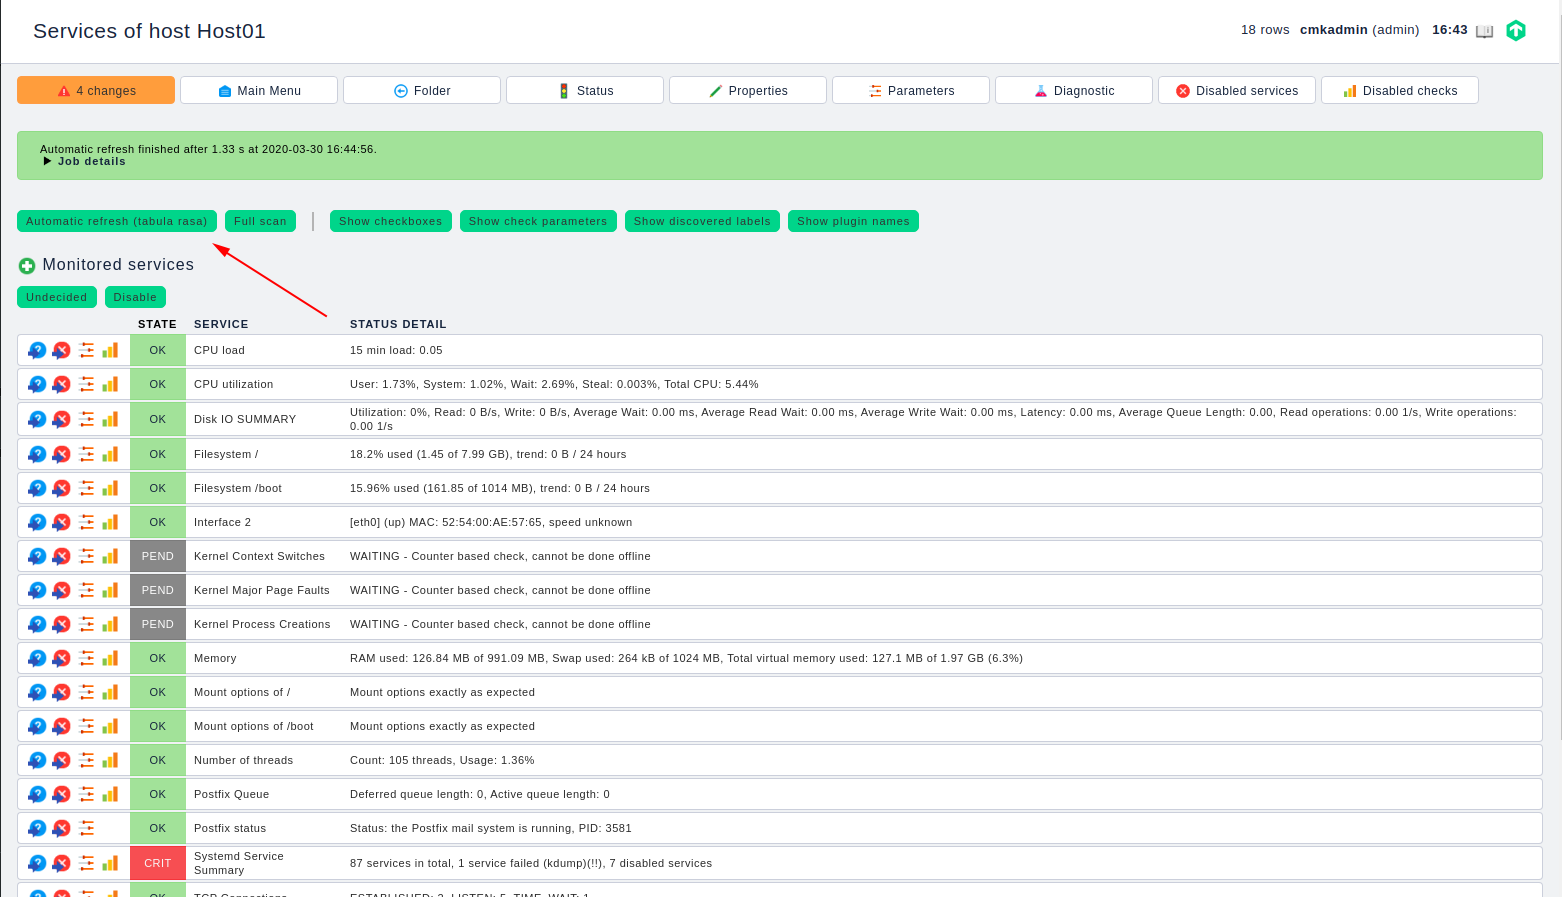 Services of host Host01
18 rows cmkadmin (admin) 16:43
4 changes Main Menu Folder Status Properties Parameters Diagnostic Disabled services Disabled checks
Automatic refresh finished after 1.33 s at 2020-03-30 16:44:56.
Job details
Automatic refresh (tabula rasa) Full scan Show checkboxes Show check parameters Show discovered labels Show plugin names
Monitored services
Undecided Disable
STATE SERVICE STATUS DETAIL
OK CPU load 15 min load: 0.05
OK CPU utilization User: 1.73%, System: 1.02%, Wait: 2.69%, Steal: 0.003%, Total CPU: 5.44%
OK Disk IO SUMMARY Utilization: 0%, Read: 0 B/s, Write: 0 B/s, Average Wait: 0.00 ms, Average Read Wait: 0.00 ms, Average Write Wait: 0.00 ms, Latency: 0.00 ms, Average Queue Length: 0.00, Read operations: 0.00 1/s, Write operations:
0.00 1/s
OK Filesystem / 18.2% used (1.45 of 7.99 GB), trend: 0 B / 24 hours
OK Filesystem /boot 15.96% used (161.85 of 1014 MB), trend: 0 B / 24 hours
OK Interface 2 [eth0] (up) MAC: 52:54:00:AE:57:65, speed unknown
PEND Kernel Context Switches WAITING - Counter based check, cannot be done offline
PEND Kernel Major Page Faults WAITING - Counter based check, cannot be done offline
PEND Kernel Process Creations WAITING - Counter based check, cannot be done offline
OK Memory RAM used: 126.84 MB of 991.09 MB, Swap used: 264 kB of 1024 MB, Total virtual memory used: 127.1 MB of 1.97 GB (6.3%)
OK Mount options of / Mount options exactly as expected
OK Mount options of /boot Mount options exactly as expected
OK Number of threads Count: 105 threads, Usage: 1.36%
OK Postfix Queue Deferred queue length: 0, Active queue length: 0
OK Postfix status Status: the Postfix mail system is running, PID: 3581
CRIT Systemd Service Summary 87 services in total, 1 service failed (kdump)(!!), 7 disabled services
OK TCP Connections ESTABLISHED: 2, LISTEN: 5, TIME_WAIT: 1